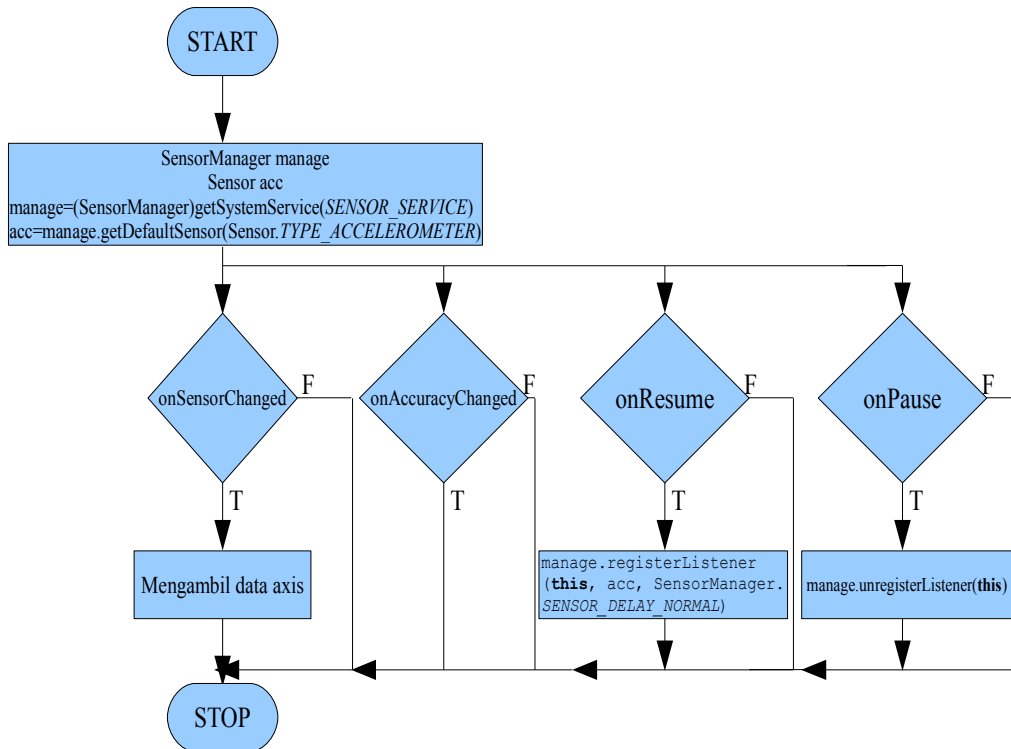 START
SensorManager manage
Sensor acc
manage=(SensorManager)getSystemService(SENSOR_SERVICE)
acc=manage.getDefaultSensor(Sensor.TYPE_ACCELEROMETER)
onSensorChanged
F
onAccuracyChanged
F
onResume
F
onPause
F
T
T
T
T
Mengambil data axis
manage.registerListener
(this, acc, SensorManager.
SENSOR_DELAY_NORMAL)
manage.unregisterListener(this)
STOP